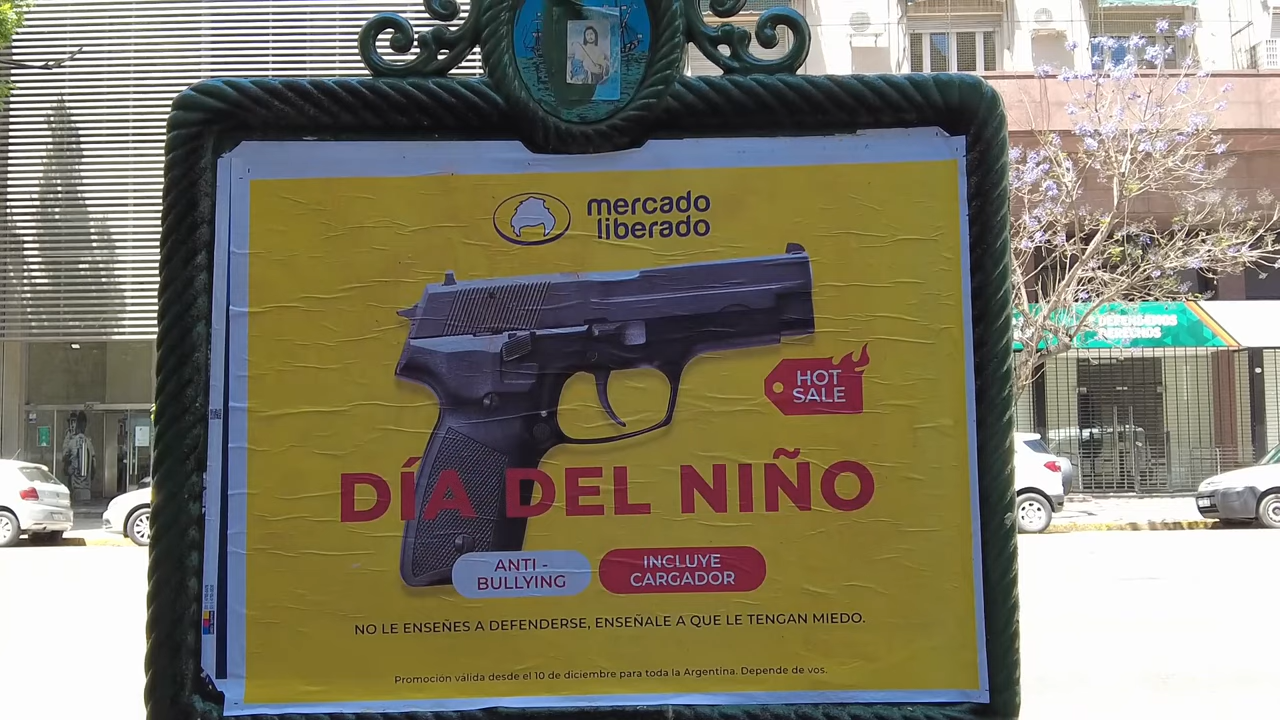 mercado
liberado
HOT
SALE
DÍA DEL NIÑO
ANTI -
BULLYING
INCLUYE
CARGADOR
NO LE ENSEÑES A DEFENDERSE, ENSEÑALE A QUE LE TENGAN MIEDO.
Promoción válida desde el 10 de diciembre para toda la Argentina. Depende de vos.
DERECHOS